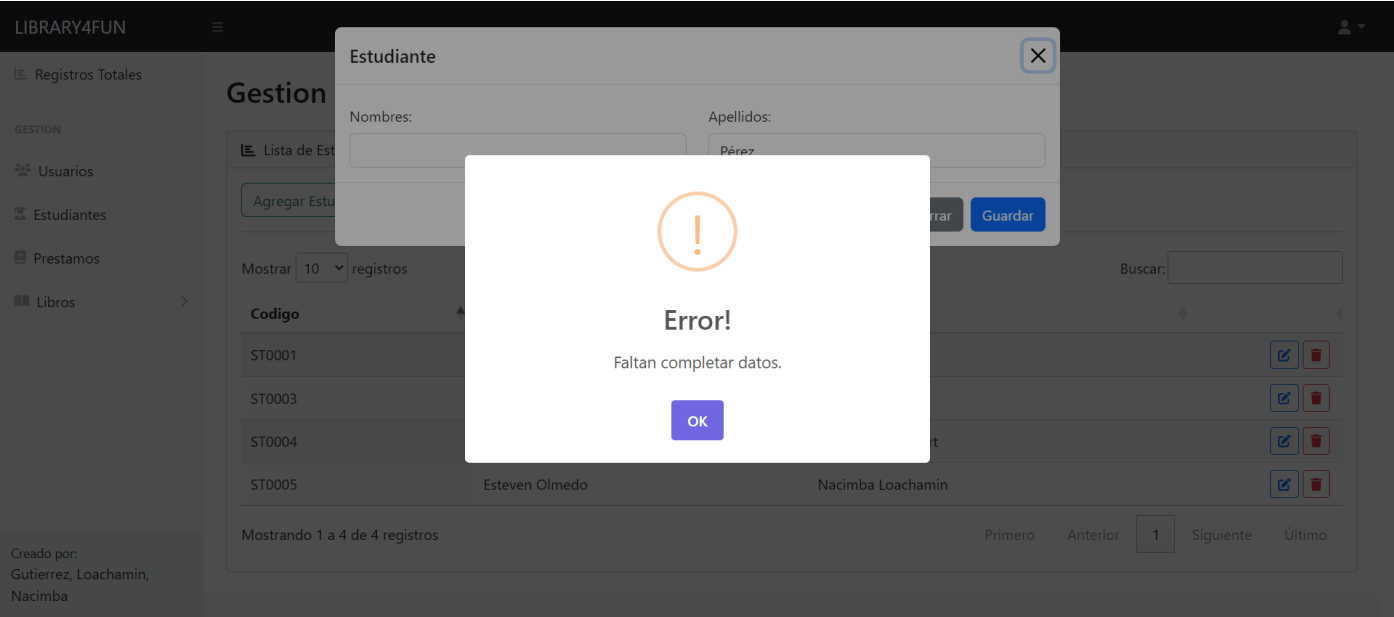 LIBRARY4FUN
Estudiante
Registros Totales
Gestion
Nombres:
Apellidos:
GESTION
Lista de Est
Pérez
Usuarios
Agregar Estu
rrar
Guardar
Estudiantes
Prestamos
Mostrar 10 registros
Buscar:
Libros
Codigo
Error!
ST0001
Faltan completar datos.
ST0003
OK
ST0004
rt
ST0005 Esteven Olmedo Nacimba Loachamin
Mostrando 1 a 4 de 4 registros
Primero Anterior 1 Siguiente Último
Creado por:
Gutierrez, Loachamin,
Nacimba